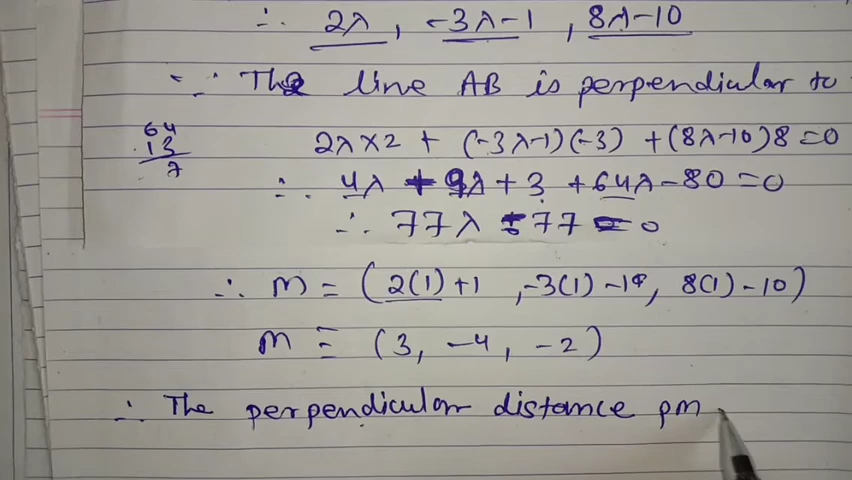 ∴ 2λ, -3λ-1, 8λ-10
∵ The line AB is perpendicular to
64
13
7
2λ×2 + (-3λ-1)(-3) + (8λ-10)8 = 0
∴ 4λ + 9λ + 3 + 64λ - 80 = 0
∴ 77λ - 77 = 0
∴ m = (2(1)+1, -3(1)-1, 8(1)-10)
m = (3, -4, -2)
∴ The perpendicular distance pm